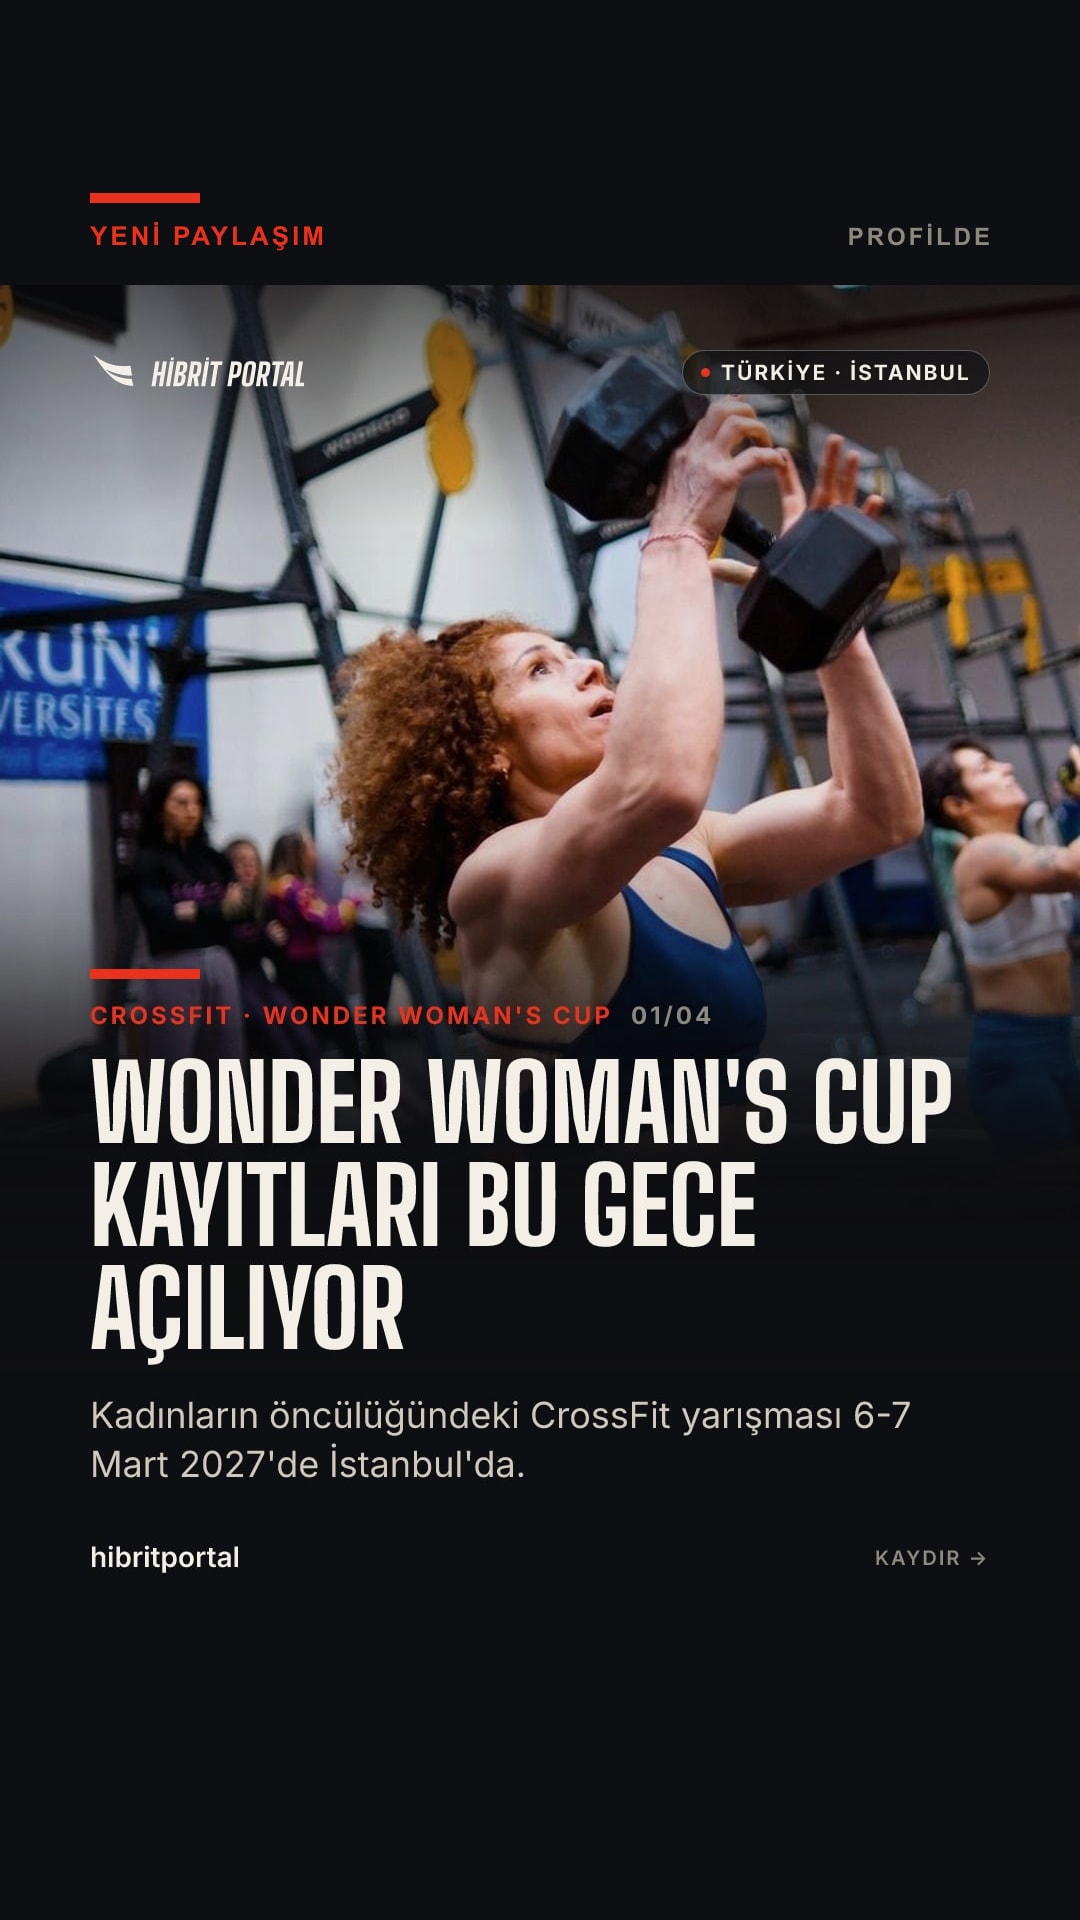 YENİ PAYLAŞIM
PROFİLDE
HİBRİT PORTAL
TÜRKİYE · İSTANBUL
CROSSFIT · WONDER WOMAN'S CUP 01/04
WONDER WOMAN'S CUP
KAYITLARI BU GECE
AÇILIYOR
Kadınların öncülüğündeki CrossFit yarışması 6-7
Mart 2027'de İstanbul'da.
hibritportal
KAYDIR →